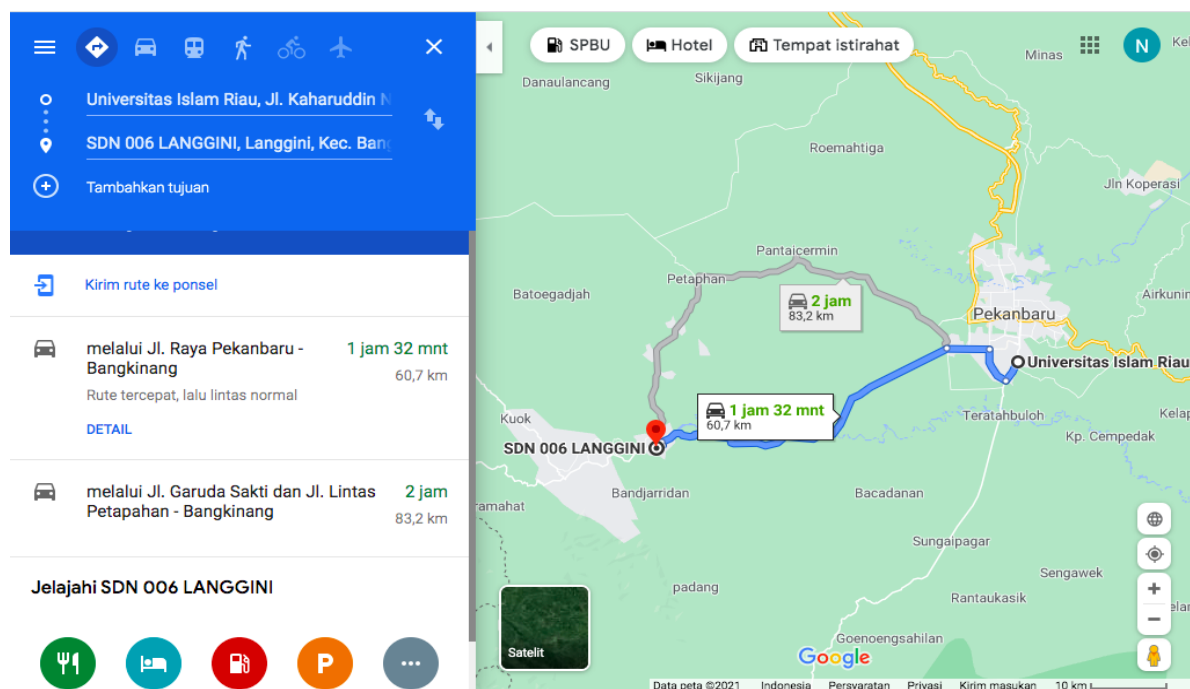 Universitas Islam Riau, Jl. Kaharuddin N
SDN 006 LANGGINI, Langgini, Kec. Bang
Tambahkan tujuan
Kirim rute ke ponsel
melalui Jl. Raya Pekanbaru - 1 jam 32 mnt
Bangkinang 60,7 km
Rute tercepat, lalu lintas normal
DETAIL
melalui Jl. Garuda Sakti dan Jl. Lintas 2 jam
Petapahan - Bangkinang 83,2 km
Jelajahi SDN 006 LANGGINI
P
Satelit
SPBU
Hotel
Tempat istirahat
Minas
N
Danaulancang
Sikijang
Roemahtiga
Jln Koperasi
Pantaicermin
Petaphan
Batoegadjah
2 jam
83,2 km
Pekanbaru
Airkunin
Universitas Islam Riau
1 jam 32 mnt
60,7 km
Kuok
Teratahbuloh
Kelap
SDN 006 LANGGINI
Kp. Cempedak
Bandjarridan
Bacadanan
ramahat
Sungaipagar
Sengawek
padang
Rantaukasik
elan
Goenoengsahilan
Google
Data peta ©2021 Indonesia Persyaratan Privasi Kirim masukan 10 km